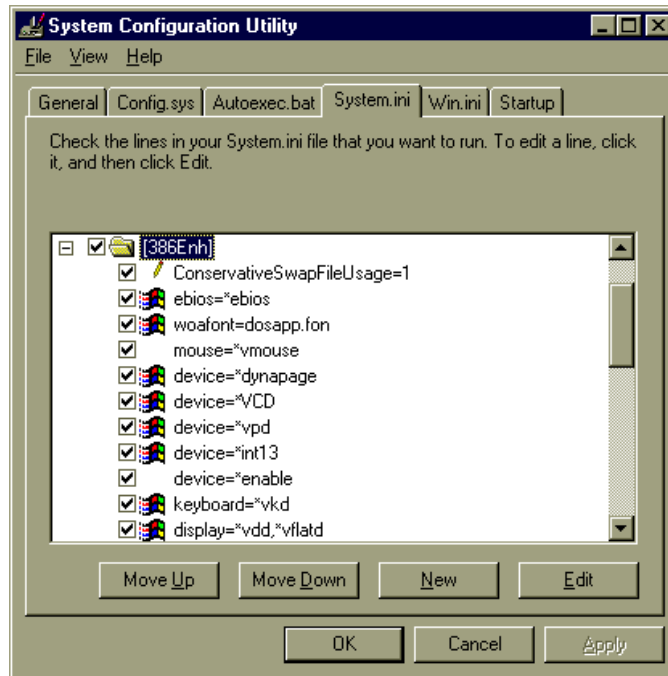 System Configuration Utility
File View Help
General Config.sys Autoexec.bat System.ini Win.ini Startup
Check the lines in your System.ini file that you want to run. To edit a line, click
it, and then click Edit.
[386Enh]
ConservativeSwapFileUsage=1
ebios=*ebios
woafont=dosapp.fon
mouse=*vmouse
device=*dynapage
device=*VCD
device=*vpd
device=*int13
device=*enable
keyboard=*vkd
display=*vdd,*vflatd
Move Up Move Down New Edit
OK Cancel Apply